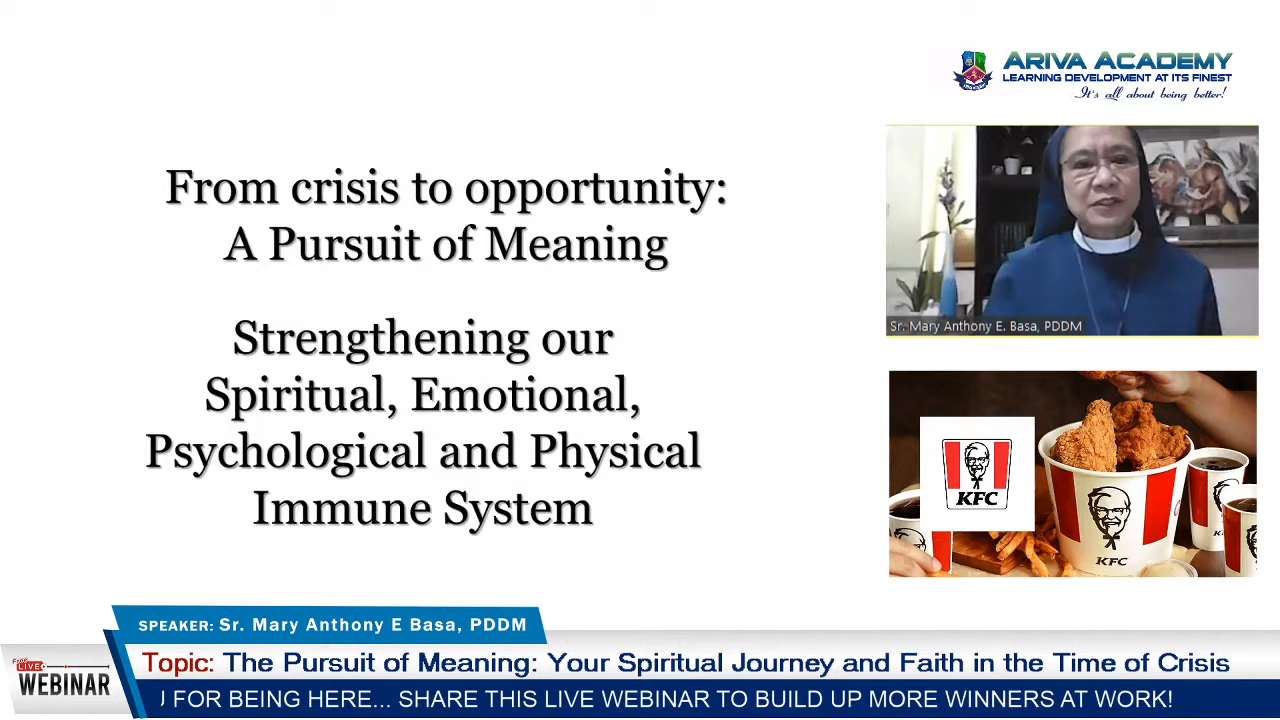 ARIVA ACADEMY
LEARNING DEVELOPMENT AT ITS FINEST
It's all about being better!
From crisis to opportunity:
A Pursuit of Meaning
Strengthening our
Spiritual, Emotional,
Psychological and Physical
Immune System
Sr. Mary Anthony E. Basa, PDDM
KFC
KFC
KFC
SPEAKER: Sr. Mary Anthony E Basa, PDDM
Topic: The Pursuit of Meaning: Your Spiritual Journey and Faith in the Time of Crisis
FREE
LIVE
WEBINAR
U FOR BEING HERE... SHARE THIS LIVE WEBINAR TO BUILD UP MORE WINNERS AT WORK!